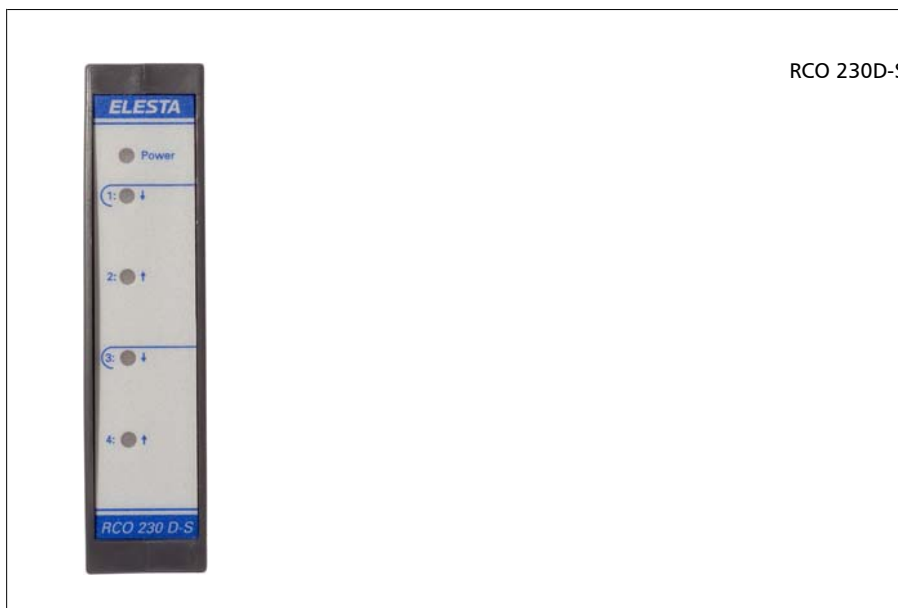 RCO 230D-S
ELESTA
Power
1: ↓
2: ↑
3: ↓
4: ↑
RCO 230 D-S